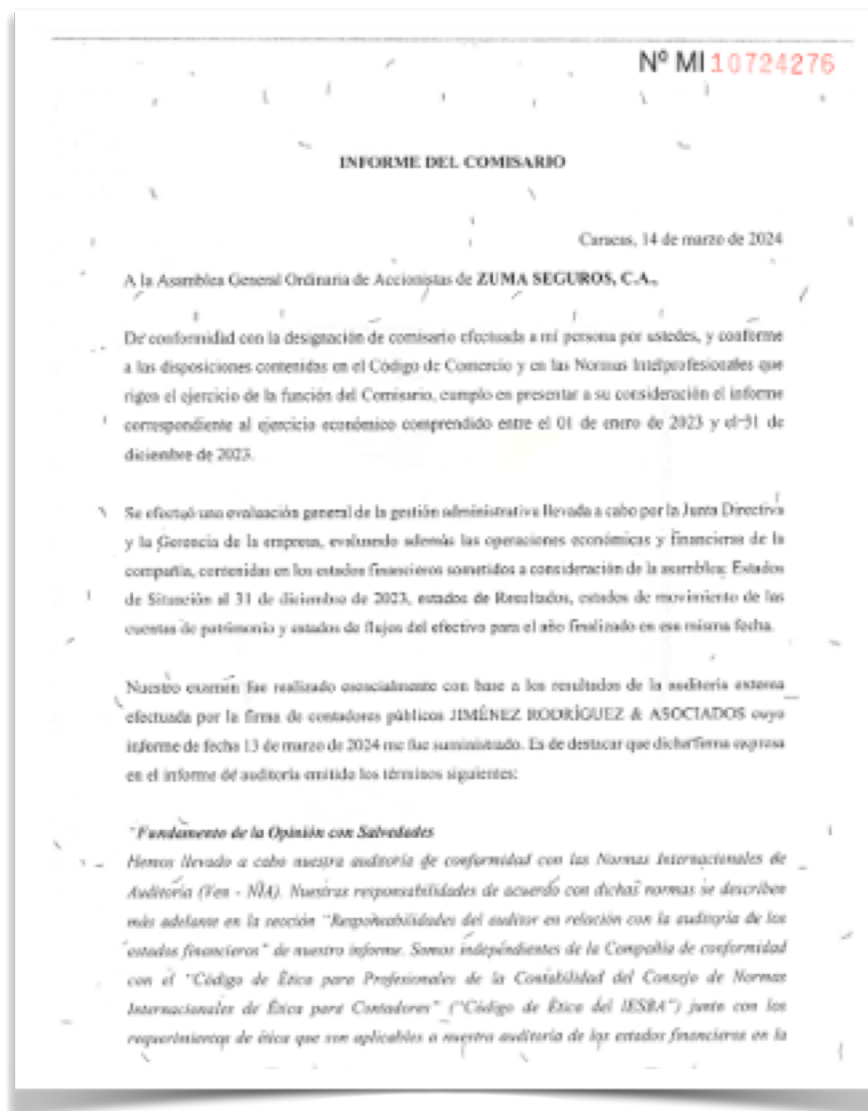 Nº MI 10724276
INFORME DEL COMISARIO
Caracas, 14 de marzo de 2024
A la Asamblea General Ordinaria de Accionistas de ZUMA SEGUROS, C.A.,
De conformidad con la designación de comisario efectuada a mi persona por ustedes, y conforme
a las disposiciones contenidas en el Código de Comercio y en las Normas Intelprofesionales que
rigen el ejercicio de la función del Comisario, cumplo en presentar a su consideración el informe
correspondiente al ejercicio económico comprendido entre el 01 de enero de 2023 y el 31 de
diciembre de 2023.
Se efectuó una evaluación general de la gestión administrativa llevada a cabo por la Junta Directiva
y la Gerencia de la empresa, evaluando además las operaciones económicas y financieras de la
compañía, contenidas en los estados financieros sometidos a consideración de la asamblea: Estados
de Situación al 31 de diciembre de 2023, estados de Resultados, estados de movimiento de las
cuentas de patrimonio y estados de flujos del efectivo para el año finalizado en esa misma fecha.
Nuestro examen fue realizado esencialmente con base a los resultados de la auditoría externa
efectuada por la firma de contadores públicos JIMÉNEZ RODRÍGUEZ & ASOCIADOS cuyo
informe de fecha 13 de marzo de 2024 me fue suministrado. Es de destacar que dicha firma expresa
en el informe de auditoría emitido los términos siguientes:
"Fundamento de la Opinión con Salvedades
Hemos llevado a cabo nuestra auditoría de conformidad con las Normas Internacionales de
Auditoría (Ven - NIA). Nuestras responsabilidades de acuerdo con dichas normas se describen
más adelante en la sección "Responsabilidades del auditor en relación con la auditoría de los
estados financieros" de nuestro informe. Somos independientes de la Compañía de conformidad
con el "Código de Ética para Profesionales de la Contabilidad del Consejo de Normas
Internacionales de Ética para Contadores" ("Código de Ética del IESBA") junto con los
requerimientos de ética que son aplicables a nuestra auditoría de los estados financieros en la